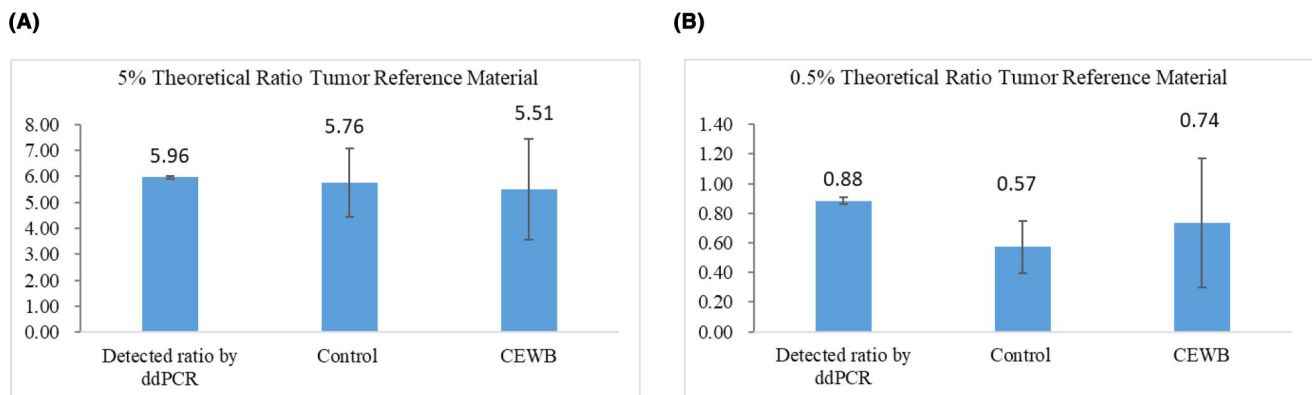 (A)
5% Theoretical Ratio Tumor Reference Material
8.00
7.00
6.00
5.00
4.00
3.00
2.00
1.00
0.00
5.96
5.76
5.51
Detected ratio by
ddPCR
Control
CEWB
(B)
0.5% Theoretical Ratio Tumor Reference Material
1.40
1.20
1.00
0.80
0.60
0.40
0.20
0.00
0.88
0.57
0.74
Detected ratio by
ddPCR
Control
CEWB